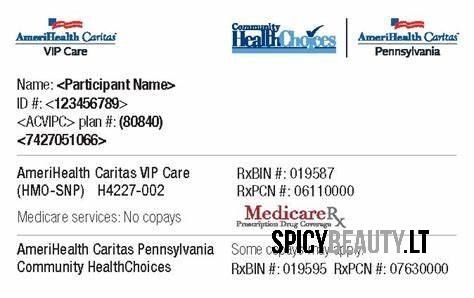 AmeriHealth Caritas
VIP Care
Community
HealthChoices
AmeriHealth Caritas
Pennsylvania
Name: <Participant Name>
ID #: <123456789>
<ACVIPC> plan #: (80840)
<7427051066>
AmeriHealth Caritas VIP Care
(HMO-SNP) H4227-002
Medicare services: No copays
RxBIN #: 019587
RxPCN #: 06110000
MedicareRx
Prescription Drug Coverage
AmeriHealth Caritas Pennsylvania
Community HealthChoices
Some copays may apply.
RxBIN #: 019595 RxPCN #: 07630000
SPICYBEAUTY.LT